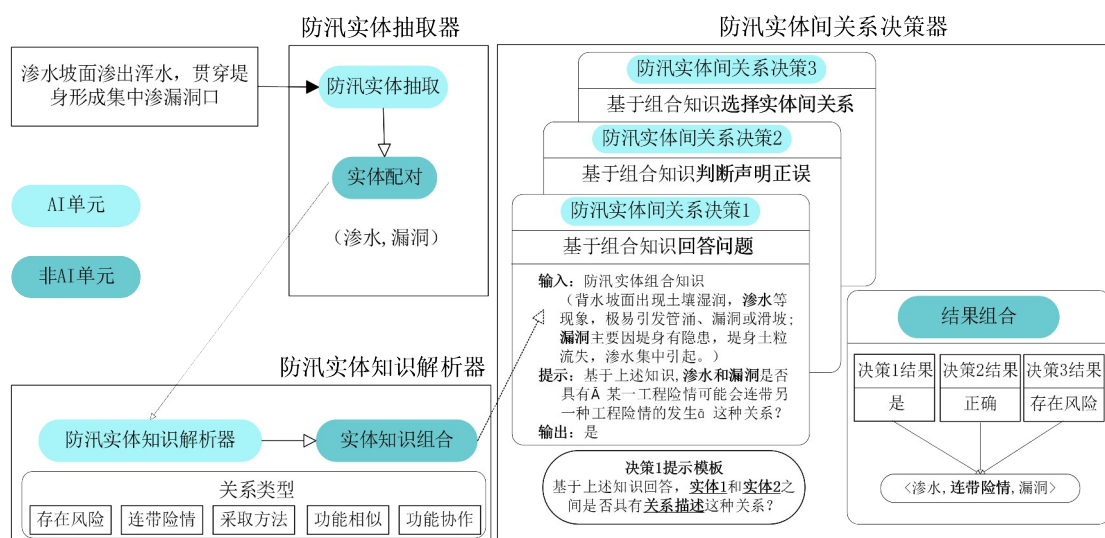 防汛实体抽取器
渗水坡面渗出浑水，贯穿堤
身形成集中渗漏洞口
防汛实体抽取
实体配对
（渗水,漏洞）
AI单元
非AI单元
防汛实体知识解析器
防汛实体知识解析器
实体知识组合
关系类型
存在风险
连带险情
采取方法
功能相似
功能协作
防汛实体间关系决策器
防汛实体间关系决策3
基于组合知识选择实体间关系
防汛实体间关系决策2
基于组合知识判断声明正误
防汛实体间关系决策1
基于组合知识回答问题
输入：防汛实体组合知识
（背水坡面出现土壤湿润，渗水等
现象，极易引发管涌、漏洞或滑坡；
漏洞主要因堤身有隐患，堤身土粒
流失，渗水集中引起。）
提示：基于上述知识,渗水和漏洞是否
具有Ā 某一工程险情可能会连带另
一种工程险情的发生ā 这种关系？
输出：是
决策1提示模板
基于上述知识回答，实体1和实体2之
间是否具有关系描述这种关系？
结果组合
决策1结果 决策2结果 决策3结果
是 正确 存在风险
<渗水,连带险情,漏洞>